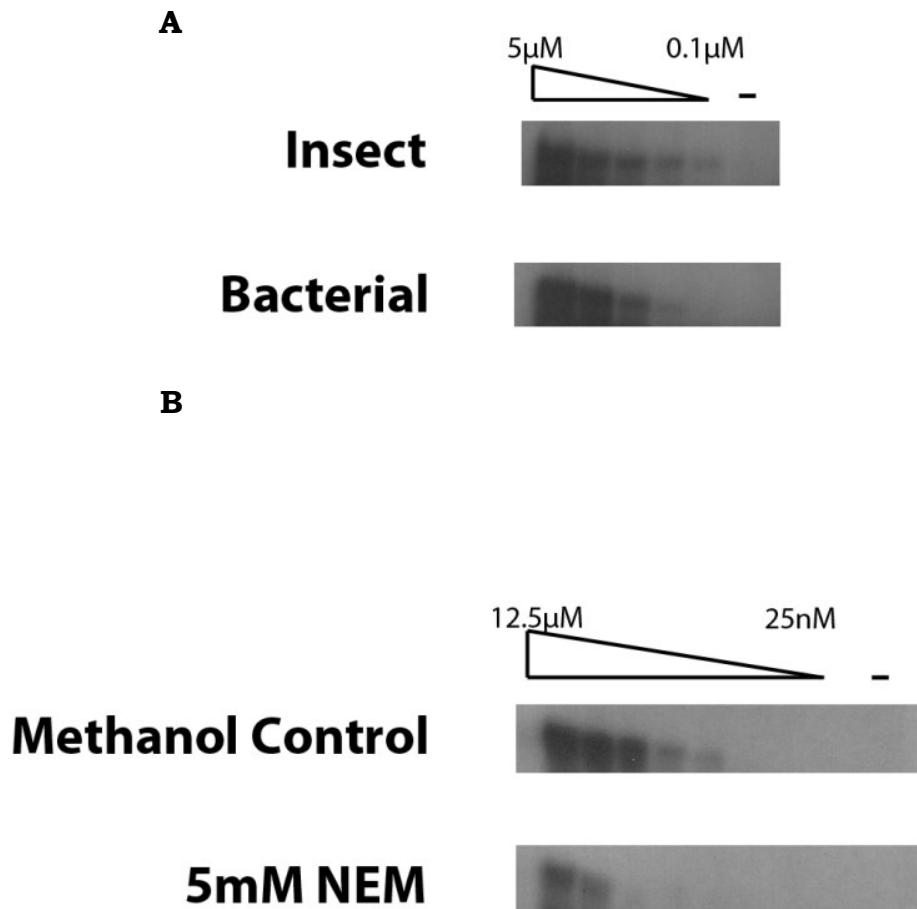 A
5µM 0.1µM
-
Insect
Bacterial
B
12.5µM 25nM
-
Methanol Control
5mM NEM